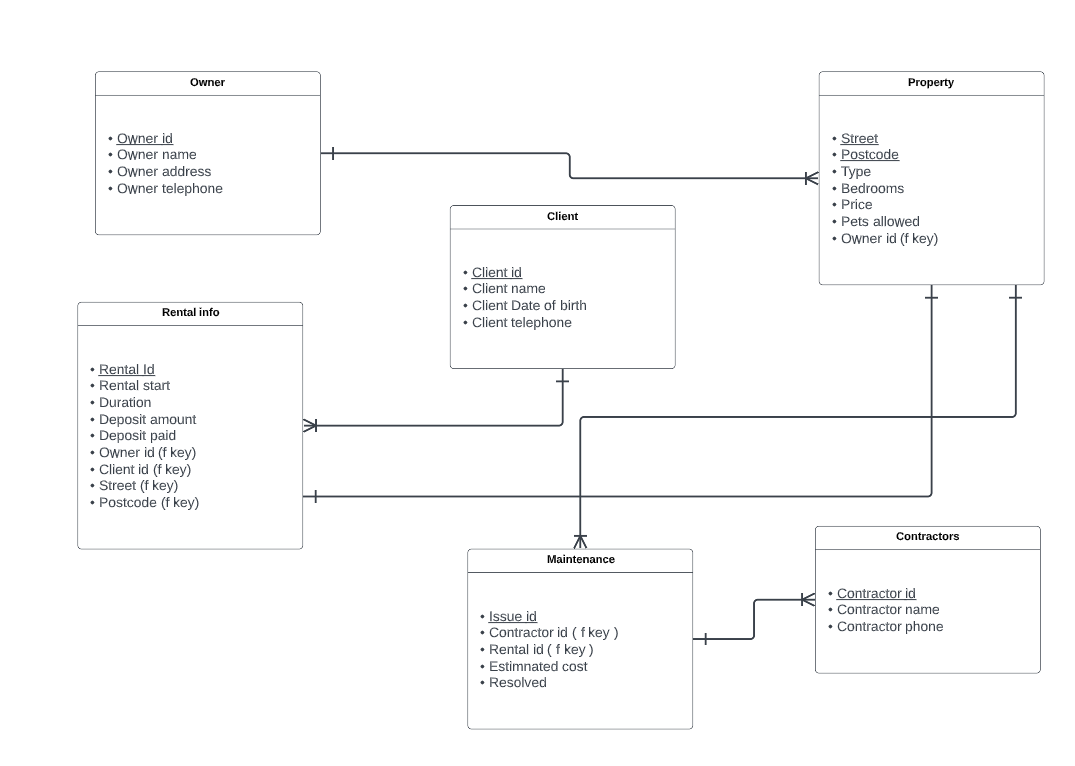 Owner
• Owner id
• Owner name
• Owner address
• Owner telephone
Property
• Street
• Postcode
• Type
• Bedrooms
• Price
• Pets allowed
• Owner id (f key)
Client
• Client id
• Client name
• Client Date of birth
• Client telephone
Rental info
• Rental Id
• Rental start
• Duration
• Deposit amount
• Deposit paid
• Owner id (f key)
• Client id (f key)
• Street (f key)
• Postcode (f key)
Maintenance
• Issue id
• Contractor id ( f key )
• Rental id ( f key )
• Estimnated cost
• Resolved
Contractors
• Contractor id
• Contractor name
• Contractor phone